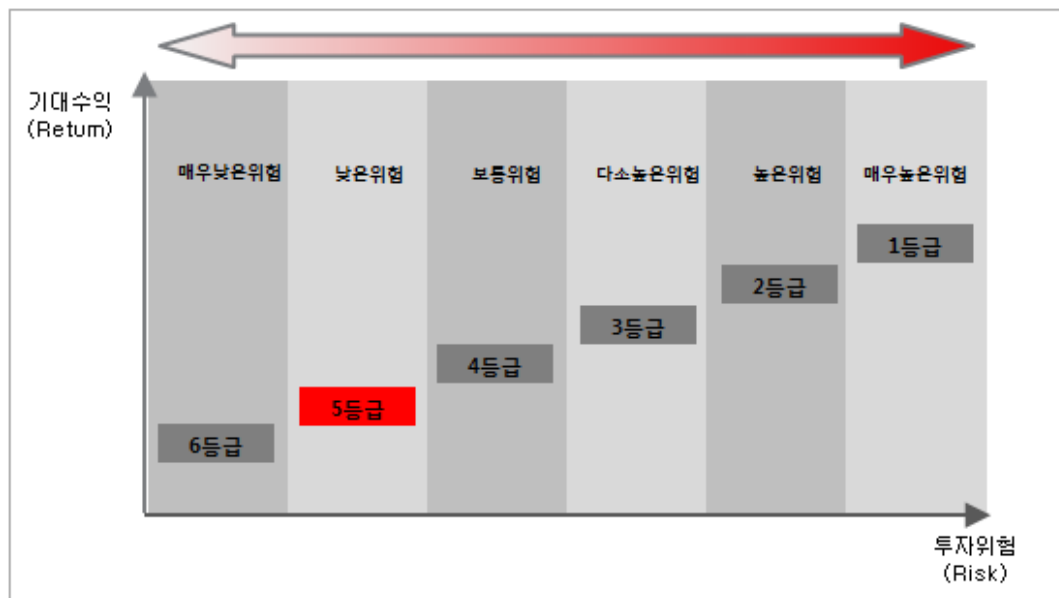 기대수익
(Retum)
매우낮은위험
낮은위험
보통위험
다소높은위험
높은위험
매우높은위험
1등급
2등급
3등급
4등급
5등급
6등급
투자위험
(Risk)